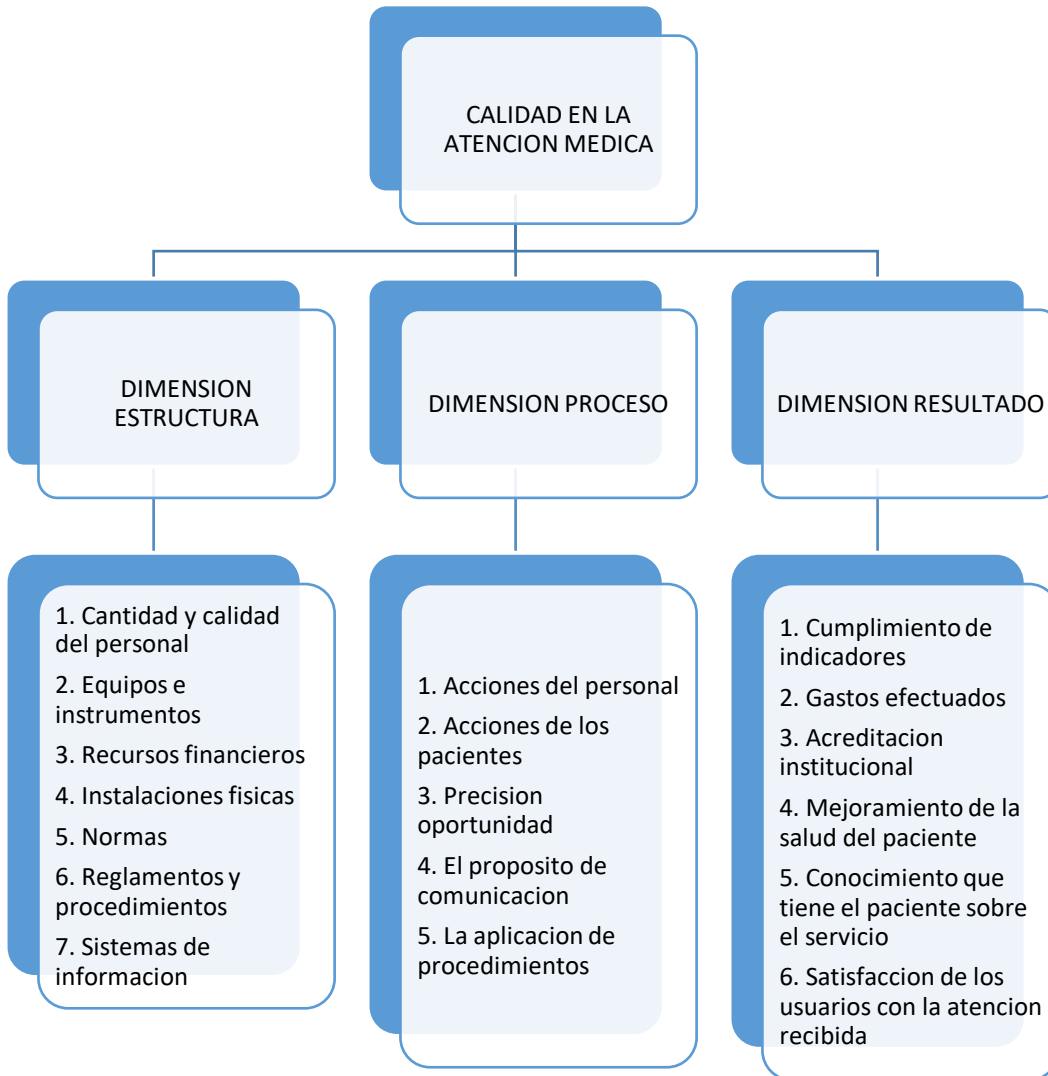 CALIDAD EN LA
ATENCION MEDICA
DIMENSION
ESTRUCTURA
DIMENSION PROCESO
DIMENSION RESULTADO
1. Cantidad y calidad
del personal
2. Equipos e
instrumentos
3. Recursos financieros
4. Instalaciones fisicas
5. Normas
6. Reglamentos y
procedimientos
7. Sistemas de
informacion
1. Acciones del personal
2. Acciones de los
pacientes
3. Precision
oportunidad
4. El proposito de
comunicacion
5. La aplicacion de
procedimientos
1. Cumplimiento de
indicadores
2. Gastos efectuados
3. Acreditacion
institucional
4. Mejoramiento de la
salud del paciente
5. Conocimiento que
tiene el paciente sobre
el servicio
6. Satisfaccion de los
usuarios con la atencion
recibida